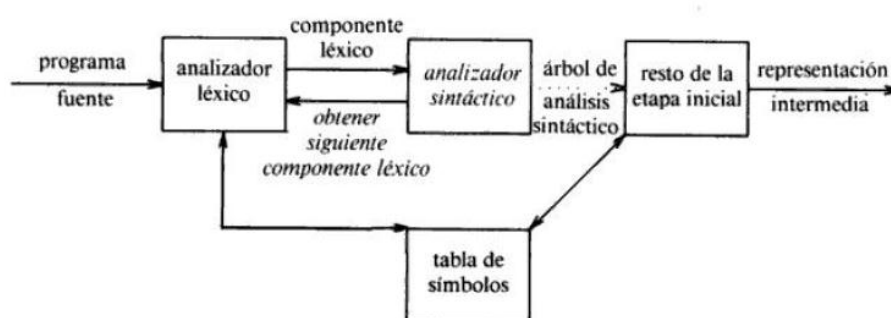 programa
fuente
analizador
léxico
componente
léxico
obtener
siguiente
componente léxico
analizador
sintáctico
árbol de
análisis
sintáctico
resto de la
etapa inicial
representación
intermedia
tabla de
símbolos